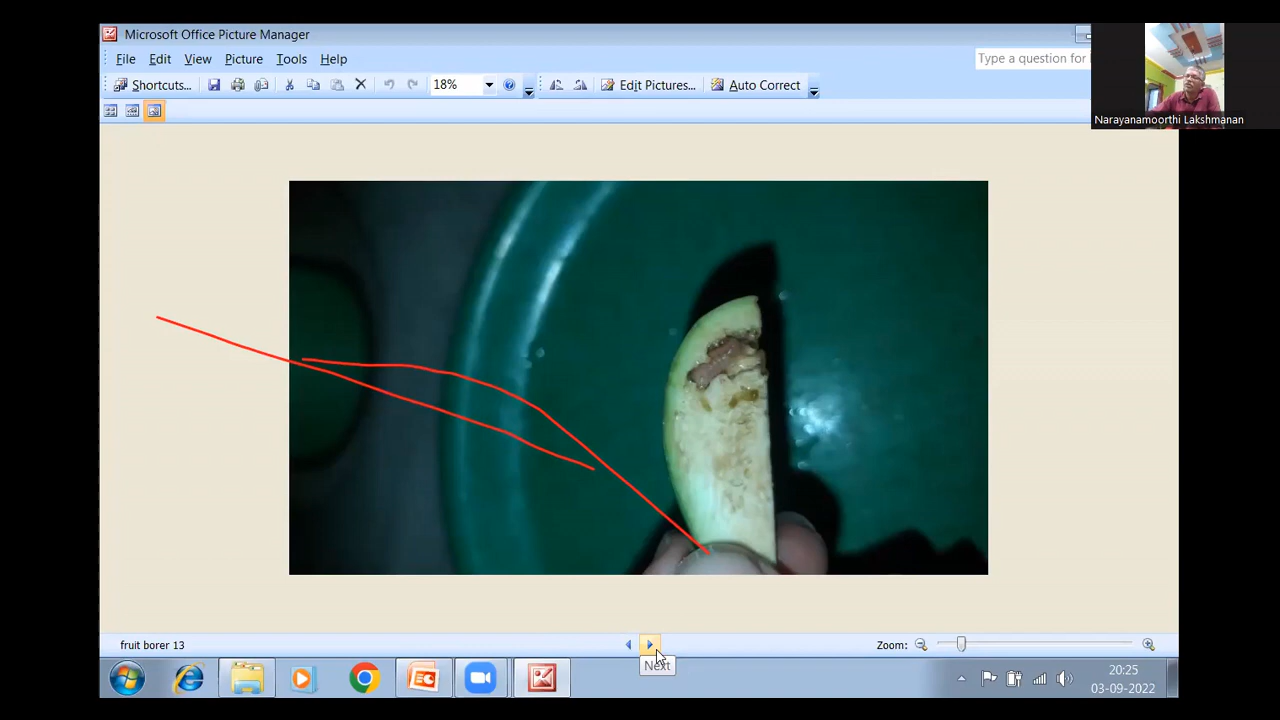 Microsoft Office Picture Manager
File Edit View Picture Tools Help
Type a question for
Shortcuts... 18% Edit Pictures... Auto Correct
Narayanamoorthi Lakshmanan
fruit borer 13
Zoom:
Next
20:25
03-09-2022